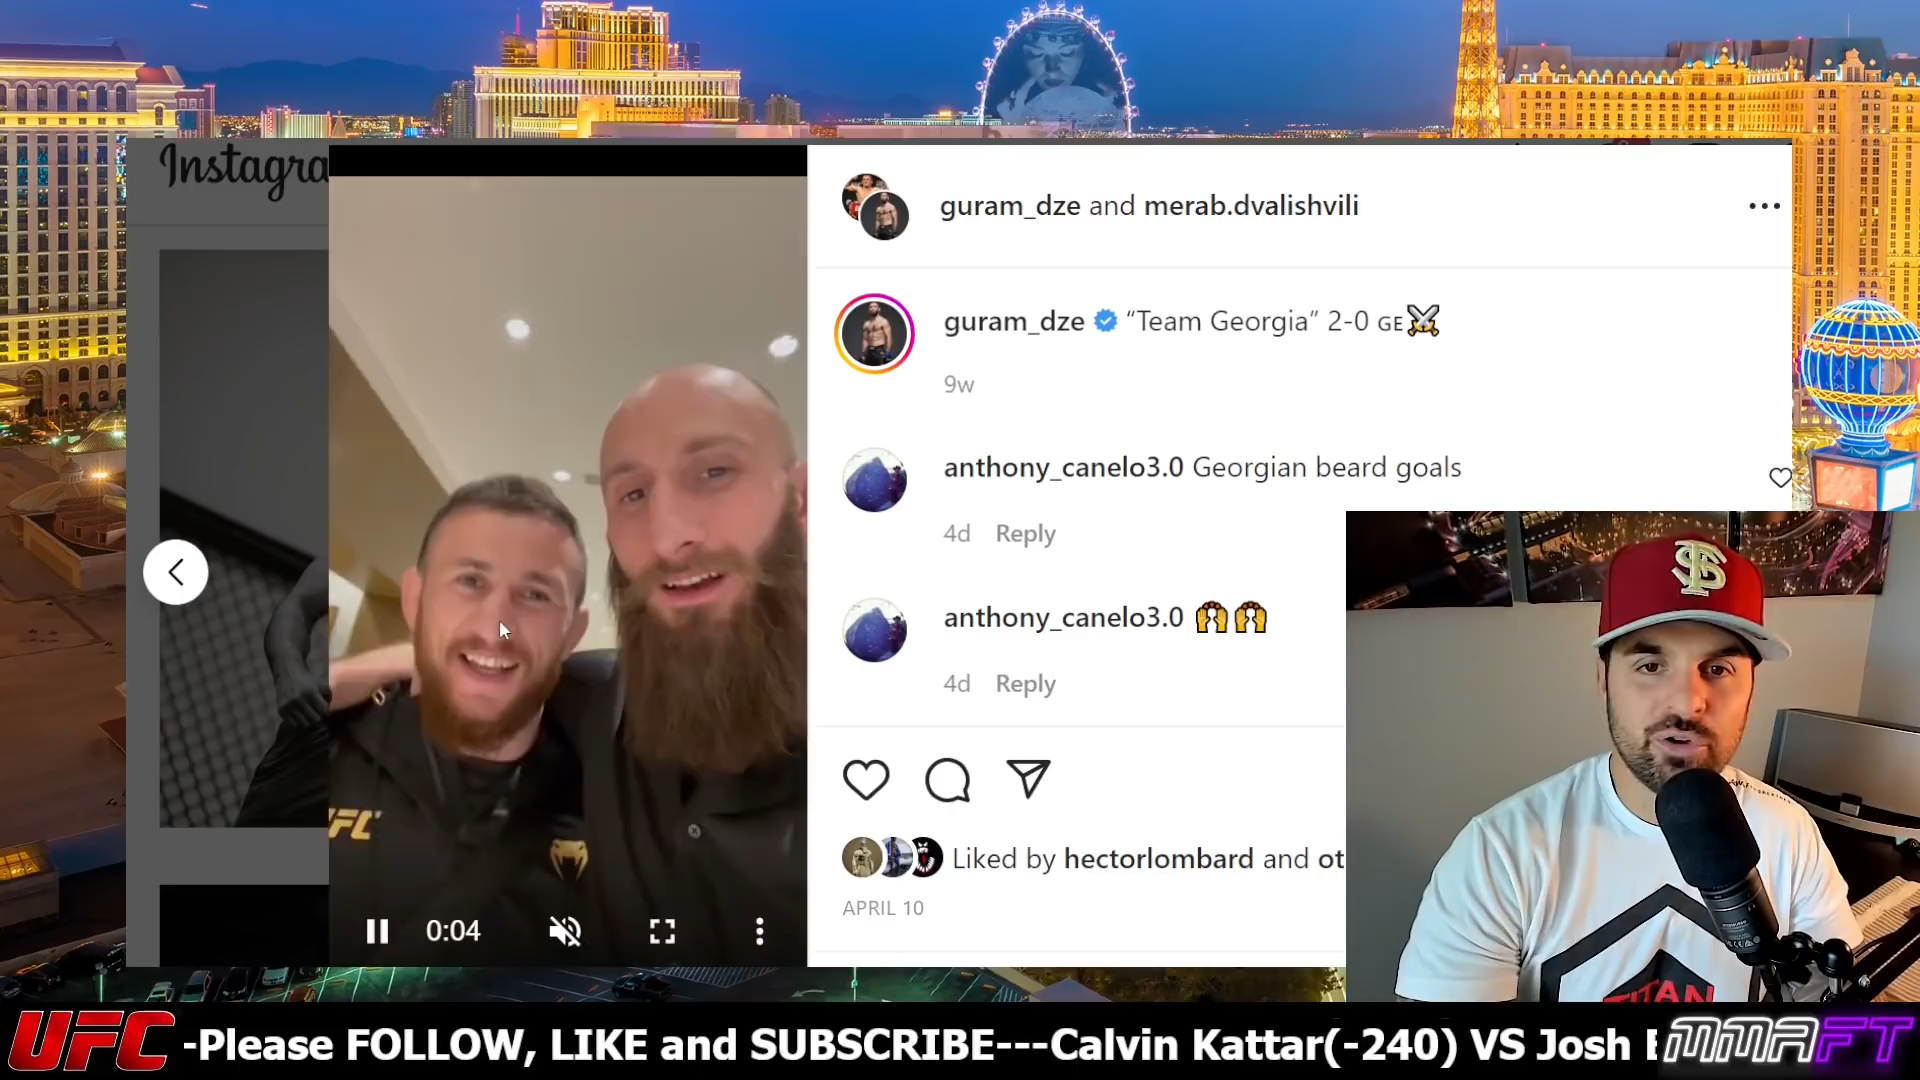 Instagra
guram_dze and merab.dvalishvili
guram_dze “Team Georgia” 2-0 GE
9w
anthony_canelo3.0 Georgian beard goals
4d Reply
anthony_canelo3.0
4d Reply
UFC
0:04
Liked by hectorlombard and ot
APRIL 10
TITAN
UFC -Please FOLLOW, LIKE and SUBSCRIBE---Calvin Kattar(-240) VS Josh E MMAFT